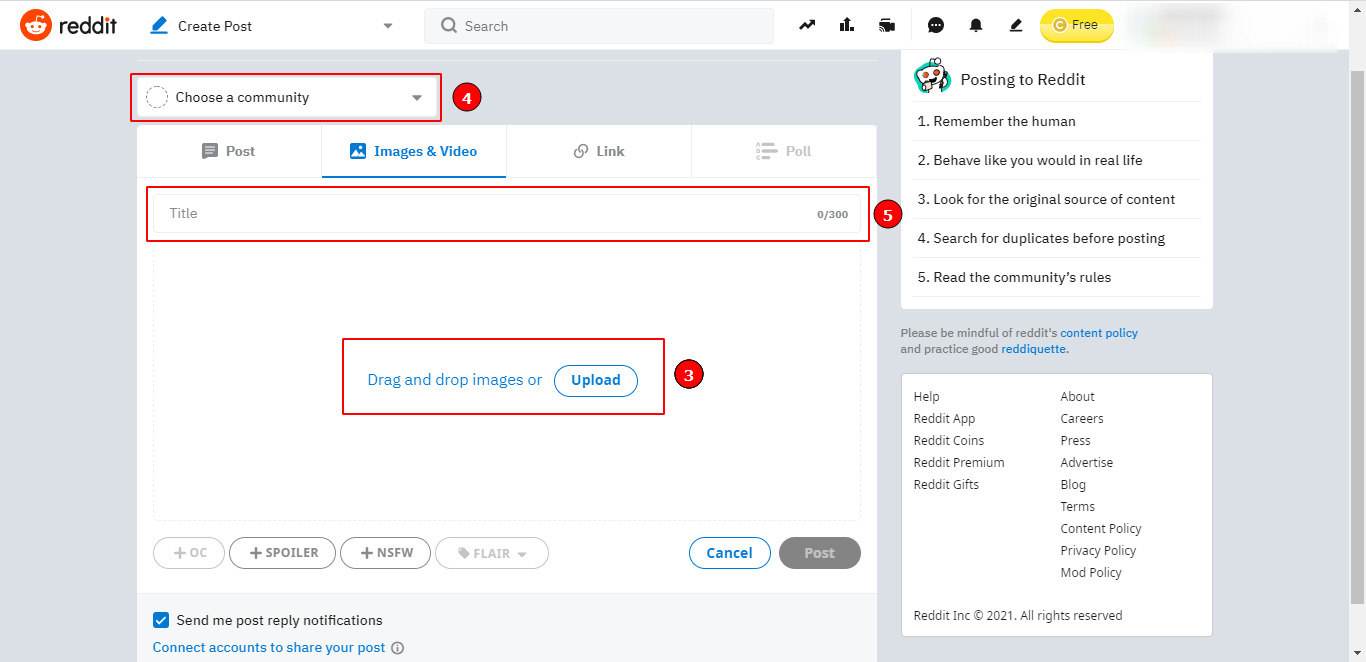 reddit
Create Post
Search
Free
Choose a community
4
Post
Images & Video
Link
Poll
Title
0/300
5
Drag and drop images or Upload
3
OC
SPOILER
NSFW
FLAIR
Cancel
Post
Send me post reply notifications
Connect accounts to share your post
Posting to Reddit
1. Remember the human
2. Behave like you would in real life
3. Look for the original source of content
4. Search for duplicates before posting
5. Read the community's rules
Please be mindful of reddit's content policy
and practice good reddiquette.
Help
Reddit App
Reddit Coins
Reddit Premium
Reddit Gifts
About
Careers
Press
Advertise
Blog
Terms
Content Policy
Privacy Policy
Mod Policy
Reddit Inc © 2021. All rights reserved